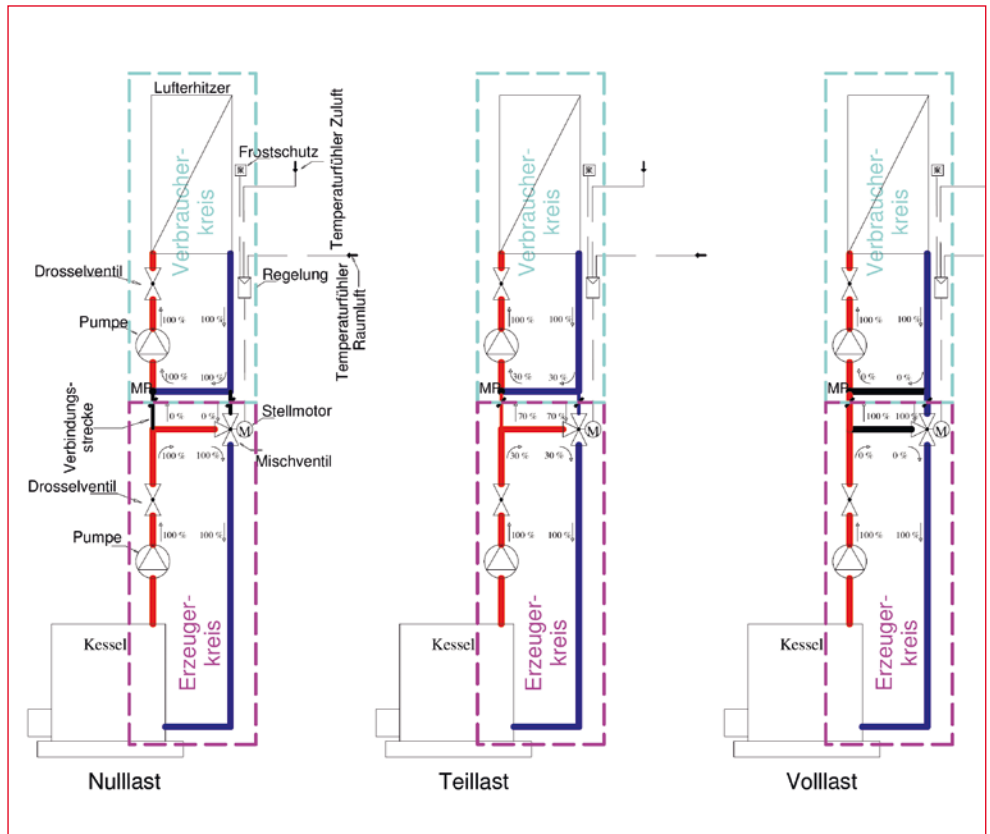 Lufterhitzer
Frostschutz
Temperaturfühler Zuluft
Verbraucher-
kreis
Drosselventil
Regelung
Pumpe
100 %
100 %
Temperaturfühler
Raumluft
100 %
100 %
MP
0 %
0 %
Stellmotor
M
Verbindungs-
strecke
100 %
100 %
Mischventil
Drosselventil
Pumpe
100 %
100 %
Erzeuger-
kreis
Kessel
Nulllast
Verbraucher-
kreis
100 %
100 %
30 %
30 %
MP
70 %
70 %
M
30 %
30 %
100 %
100 %
Erzeuger-
kreis
Kessel
Teillast
Verbraucher-
kreis
100 %
100 %
0 %
0 %
MP
100 %
100 %
M
0 %
0 %
100 %
100 %
Erzeuger-
kreis
Kessel
Volllast